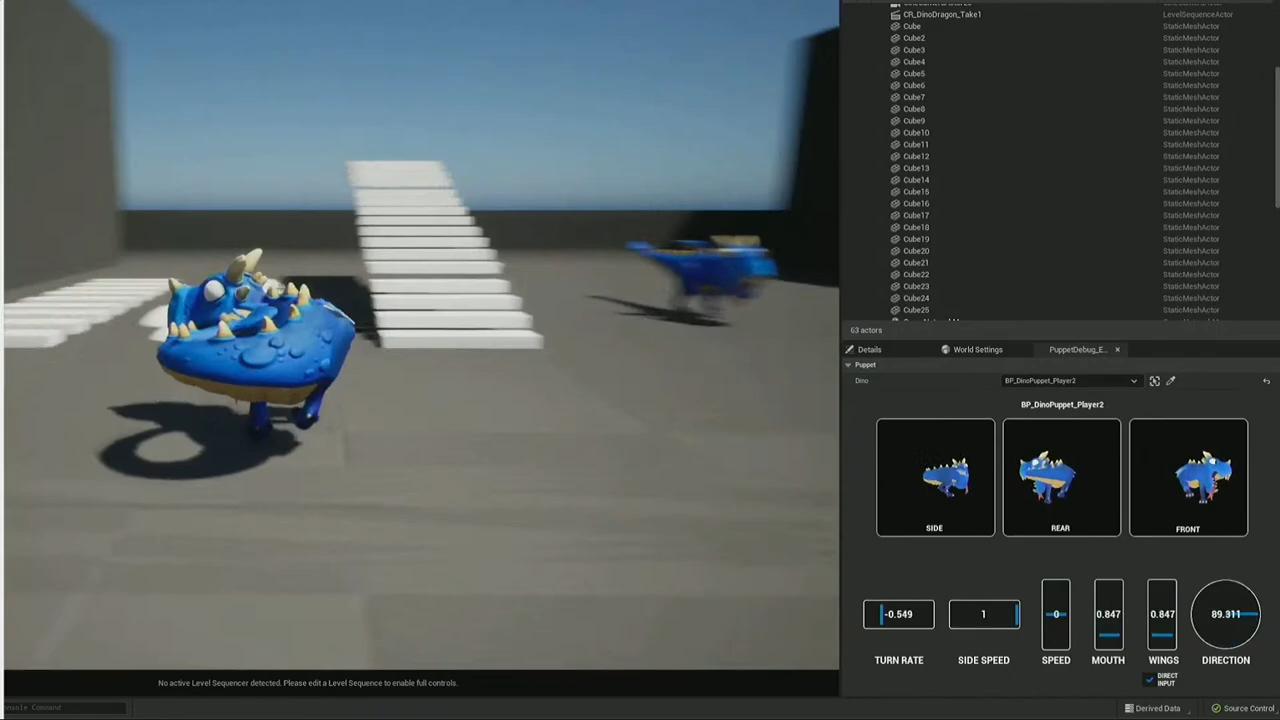 CR_DinoDragon_Take1 LevelSequenceActor
Cube StaticMeshActor
Cube2 StaticMeshActor
Cube3 StaticMeshActor
Cube4 StaticMeshActor
Cube5 StaticMeshActor
Cube6 StaticMeshActor
Cube7 StaticMeshActor
Cube8 StaticMeshActor
Cube9 StaticMeshActor
Cube10 StaticMeshActor
Cube11 StaticMeshActor
Cube12 StaticMeshActor
Cube13 StaticMeshActor
Cube14 StaticMeshActor
Cube15 StaticMeshActor
Cube16 StaticMeshActor
Cube17 StaticMeshActor
Cube18 StaticMeshActor
Cube19 StaticMeshActor
Cube20 StaticMeshActor
Cube21 StaticMeshActor
Cube22 StaticMeshActor
Cube23 StaticMeshActor
Cube24 StaticMeshActor
Cube25 StaticMeshActor
63 actors
Details World Settings PuppetDebug_E...
Puppet
Dino BP_DinoPuppet_Player2
BP_DinoPuppet_Player2
SIDE REAR FRONT
-0.549 1 0 0.847 0.847 89.311
TURN RATE SIDE SPEED SPEED MOUTH WINGS DIRECTION
DIRECT
INPUT
No active Level Sequencer detected. Please edit a Level Sequence to enable full controls.
Console Command Derived Data Source Control